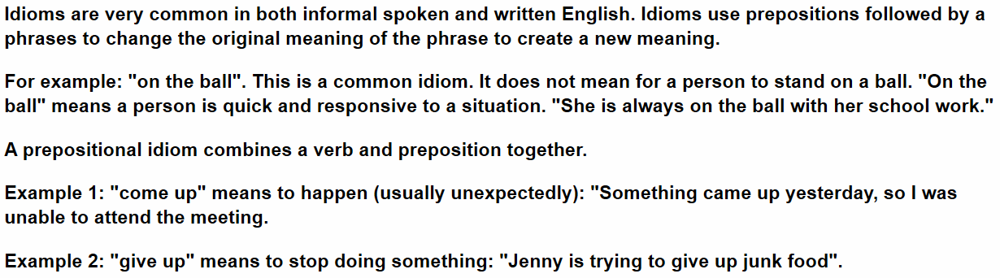 Idioms are very common in both informal spoken and written English. Idioms use prepositions followed by a
phrases to change the original meaning of the phrase to create a new meaning.
For example: "on the ball". This is a common idiom. It does not mean for a person to stand on a ball. "On the
ball" means a person is quick and responsive to a situation. "She is always on the ball with her school work."
A prepositional idiom combines a verb and preposition together.
Example 1: "come up" means to happen (usually unexpectedly): "Something came up yesterday, so I was
unable to attend the meeting.
Example 2: "give up" means to stop doing something: "Jenny is trying to give up junk food".